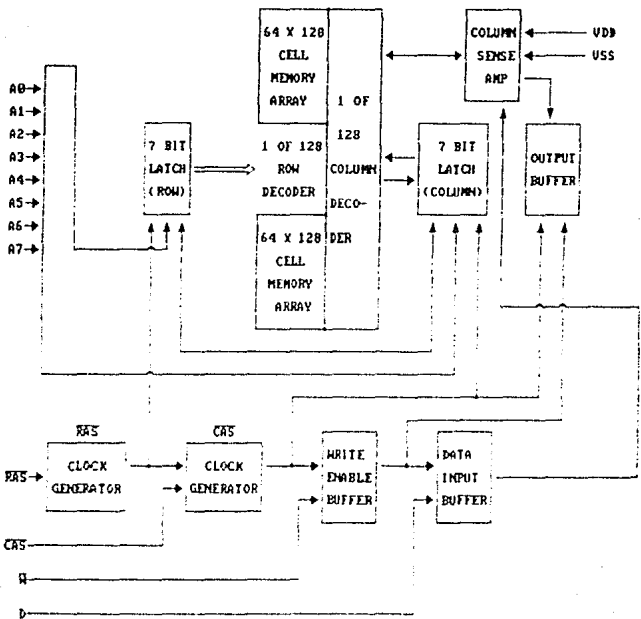 64 X 128
CELL
MEMORY
ARRAY
1 OF
128
COLUMN
DECO-
DER
COLUMN
SENSE
AMP
VDD
VSS
A0
A1
A2
A3
A4
A5
A6
A7
7 BIT
LATCH
(ROW)
1 OF 128
ROW
DECODER
7 BIT
LATCH
(COLUMN)
OUTPUT
BUFFER
64 X 128
CELL
MEMORY
ARRAY
RAS
CAS
RAS
CLOCK
GENERATOR
CLOCK
GENERATOR
WRITE
ENABLE
BUFFER
DATA
INPUT
BUFFER
CAS
W
D